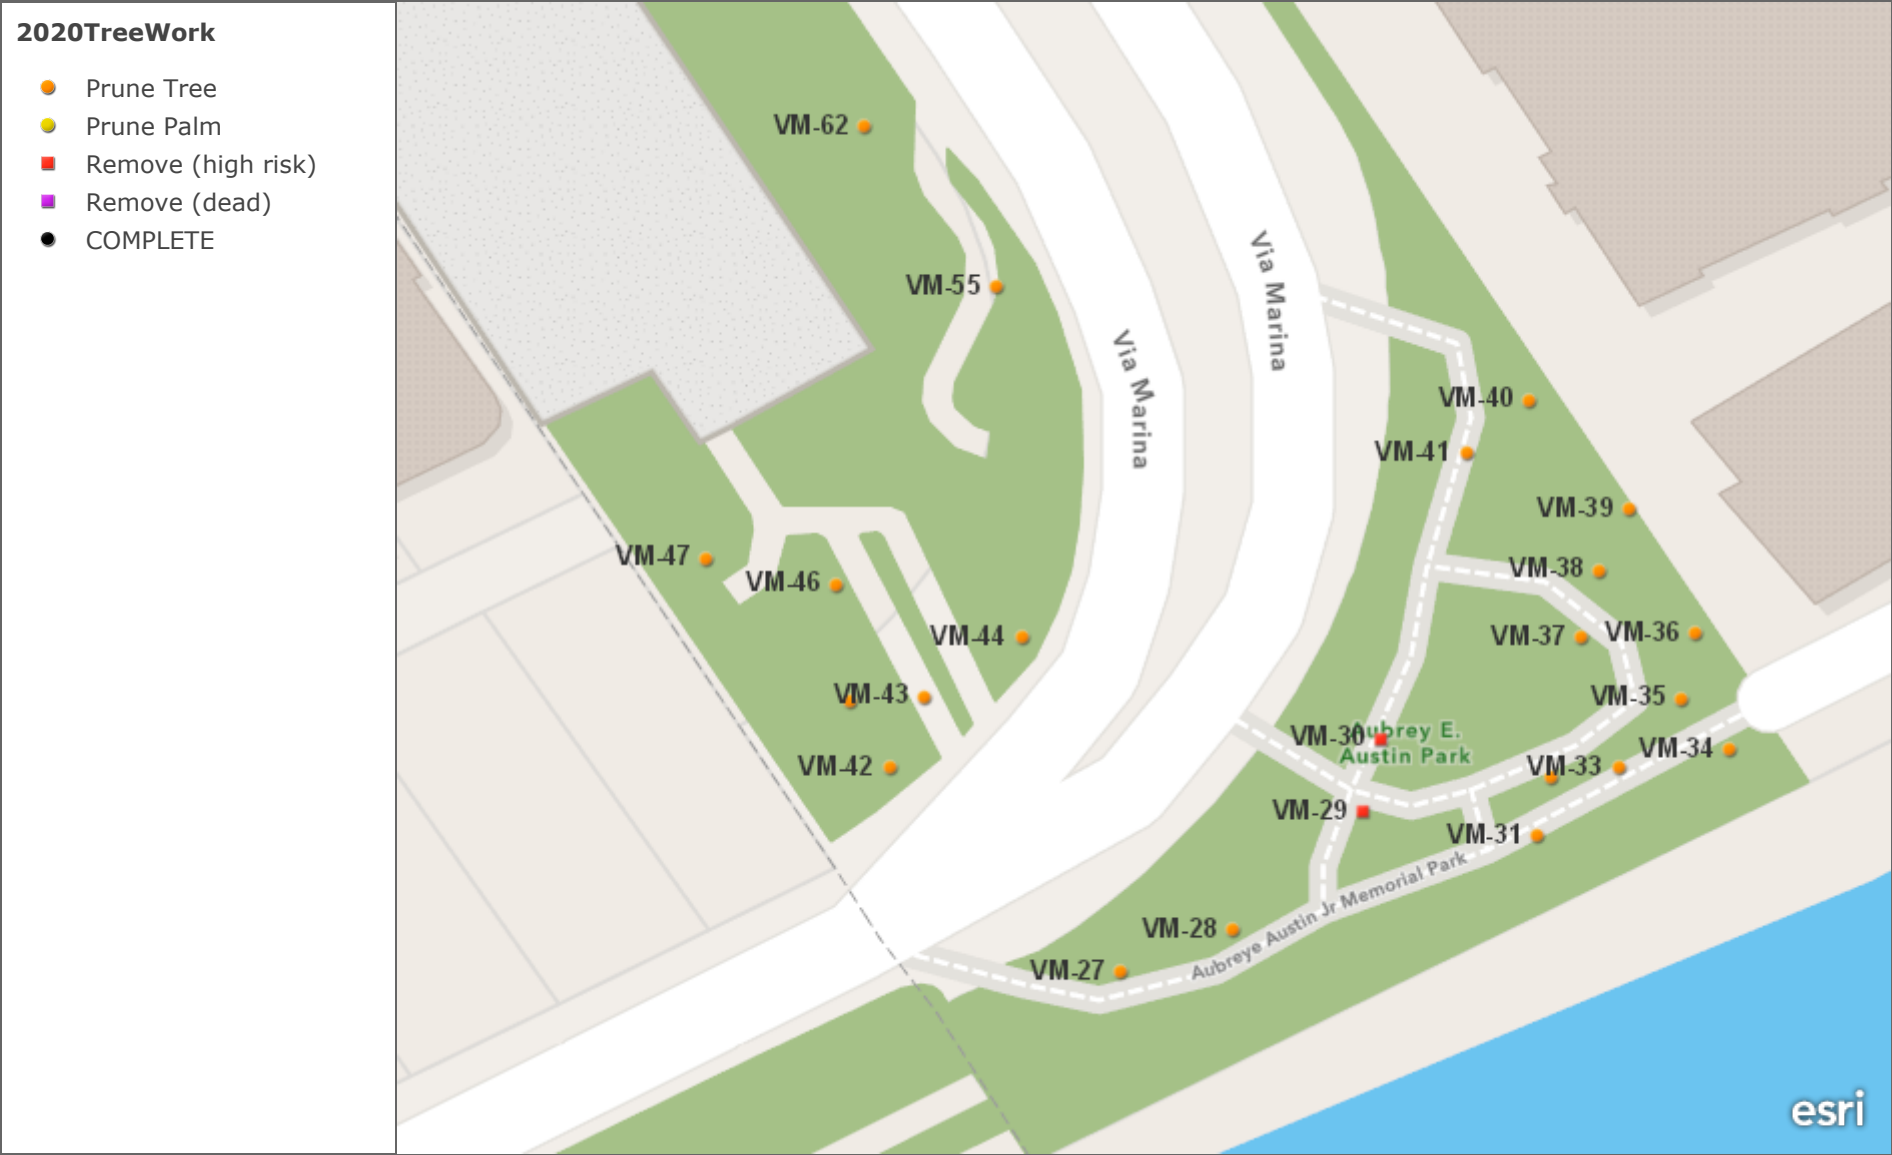 2020TreeWork
Prune Tree
Prune Palm
Remove (high risk)
Remove (dead)
COMPLETE
VM-62
VM-55
Via Marina
Via Marina
VM-40
VM-41
VM-39
VM-47
VM-46
VM-38
VM-44
VM-37
VM-36
VM-43
VM-35
VM-30
Aubrey E.
Austin Park
VM-42
VM-33
VM-34
VM-29
VM-31
Aubreye Austin Jr Memorial Park
VM-28
VM-27
esri